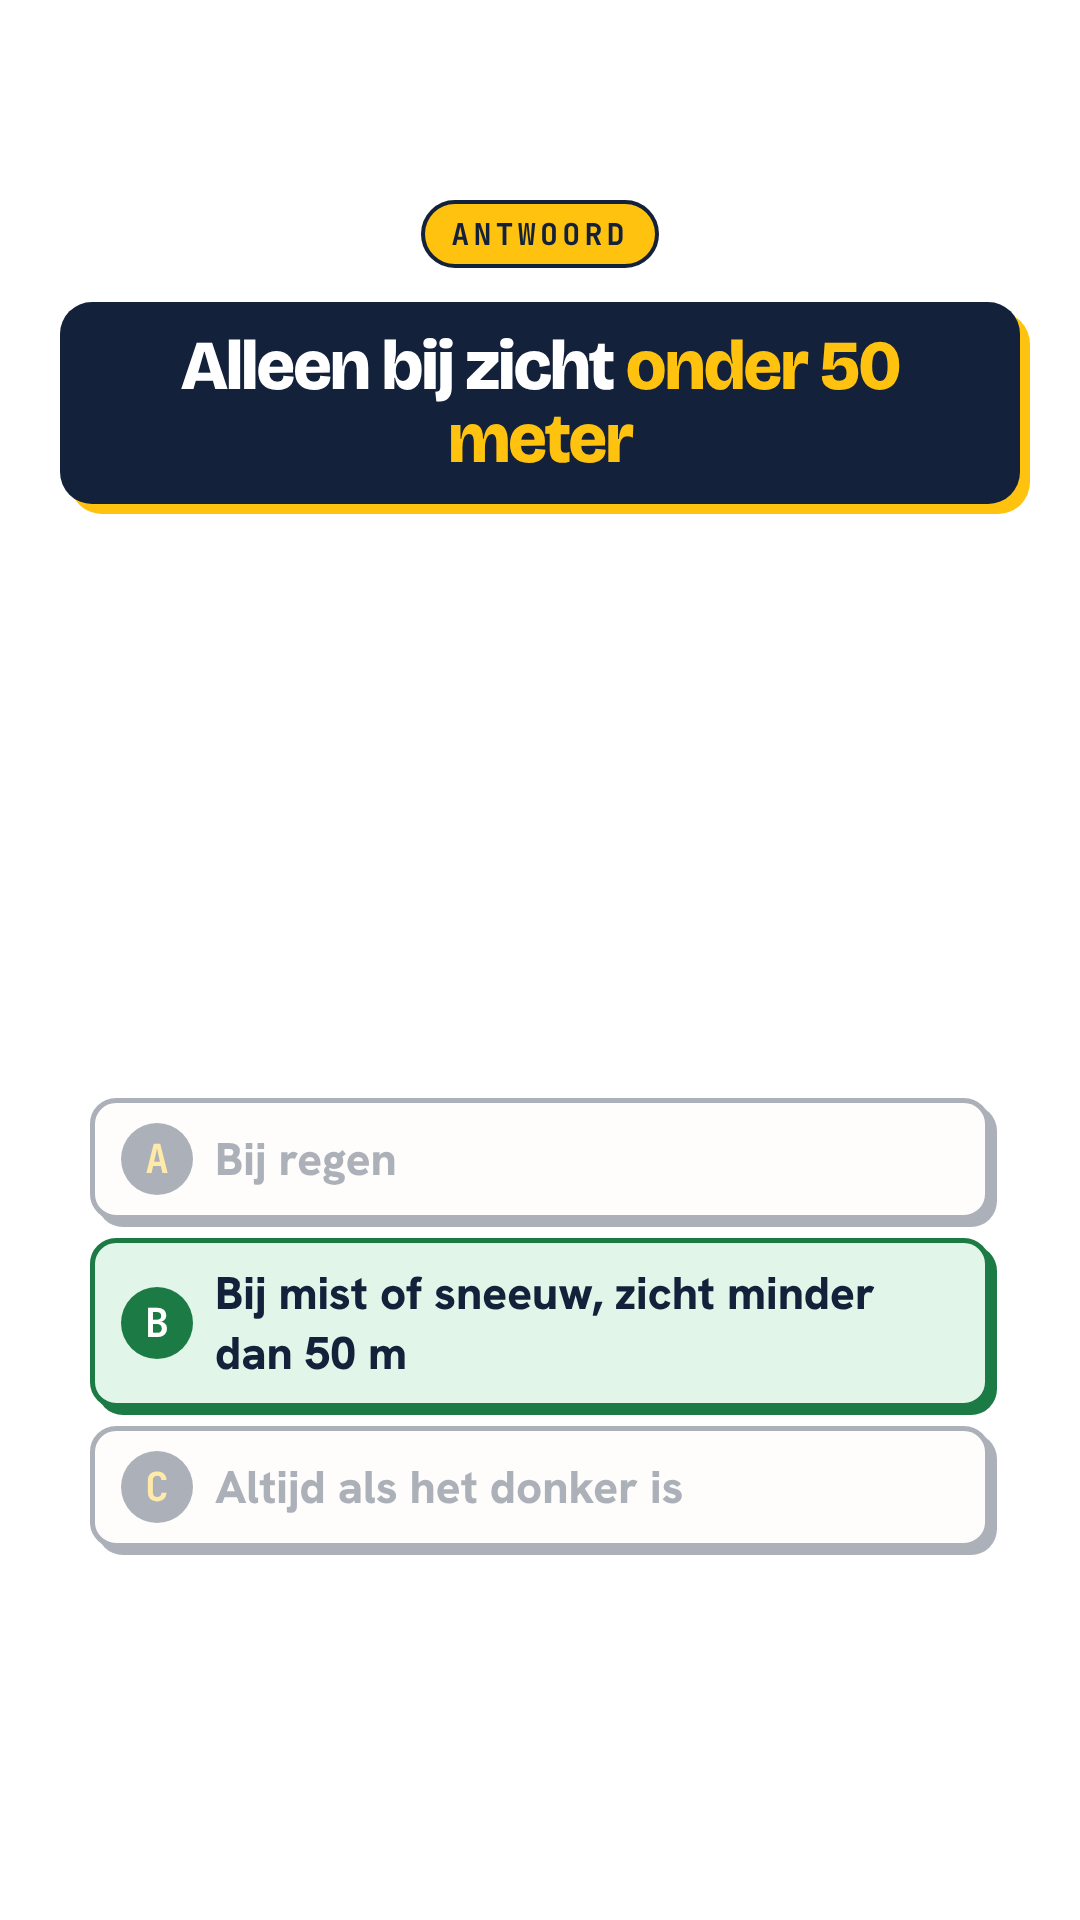 ANTWOORD
Alleen bij zicht onder 50
meter
A Bij regen
B Bij mist of sneeuw, zicht minder
dan 50 m
C Altijd als het donker is